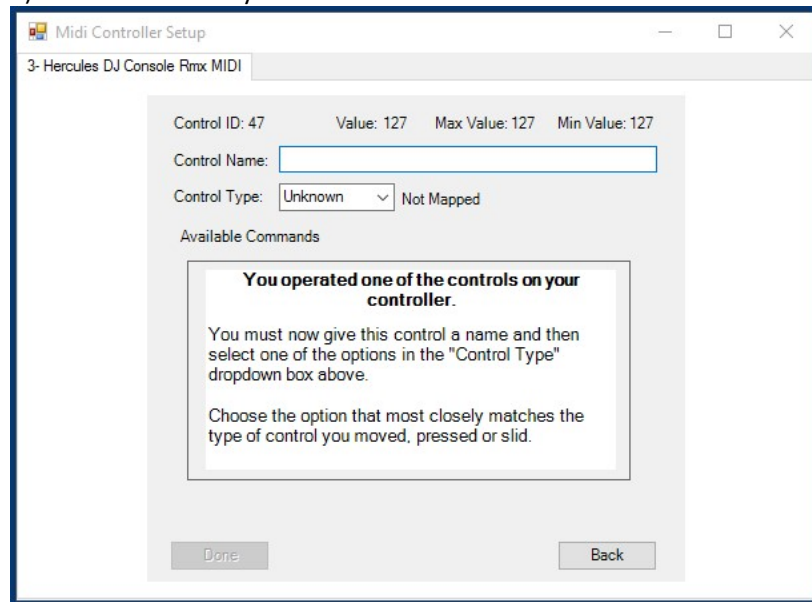 Midi Controller Setup
3- Hercules DJ Console Rmx MIDI
Control ID: 47 Value: 127 Max Value: 127 Min Value: 127
Control Name:
Control Type: Unknown Not Mapped
Available Commands
You operated one of the controls on your
controller.
You must now give this control a name and then
select one of the options in the "Control Type"
dropdown box above.
Choose the option that most closely matches the
type of control you moved, pressed or slid.
Done Back